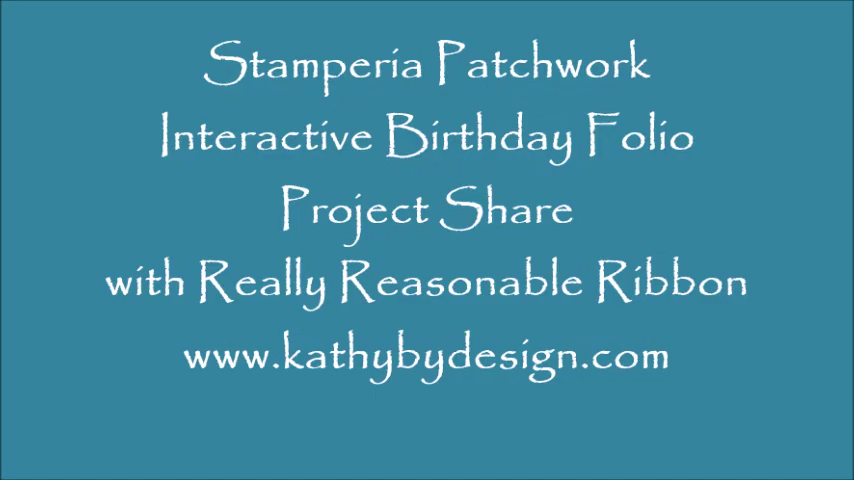 Stamperia Patchwork
Interactive Birthday Folio
Project Share
with Really Reasonable Ribbon
www.kathybydesign.com